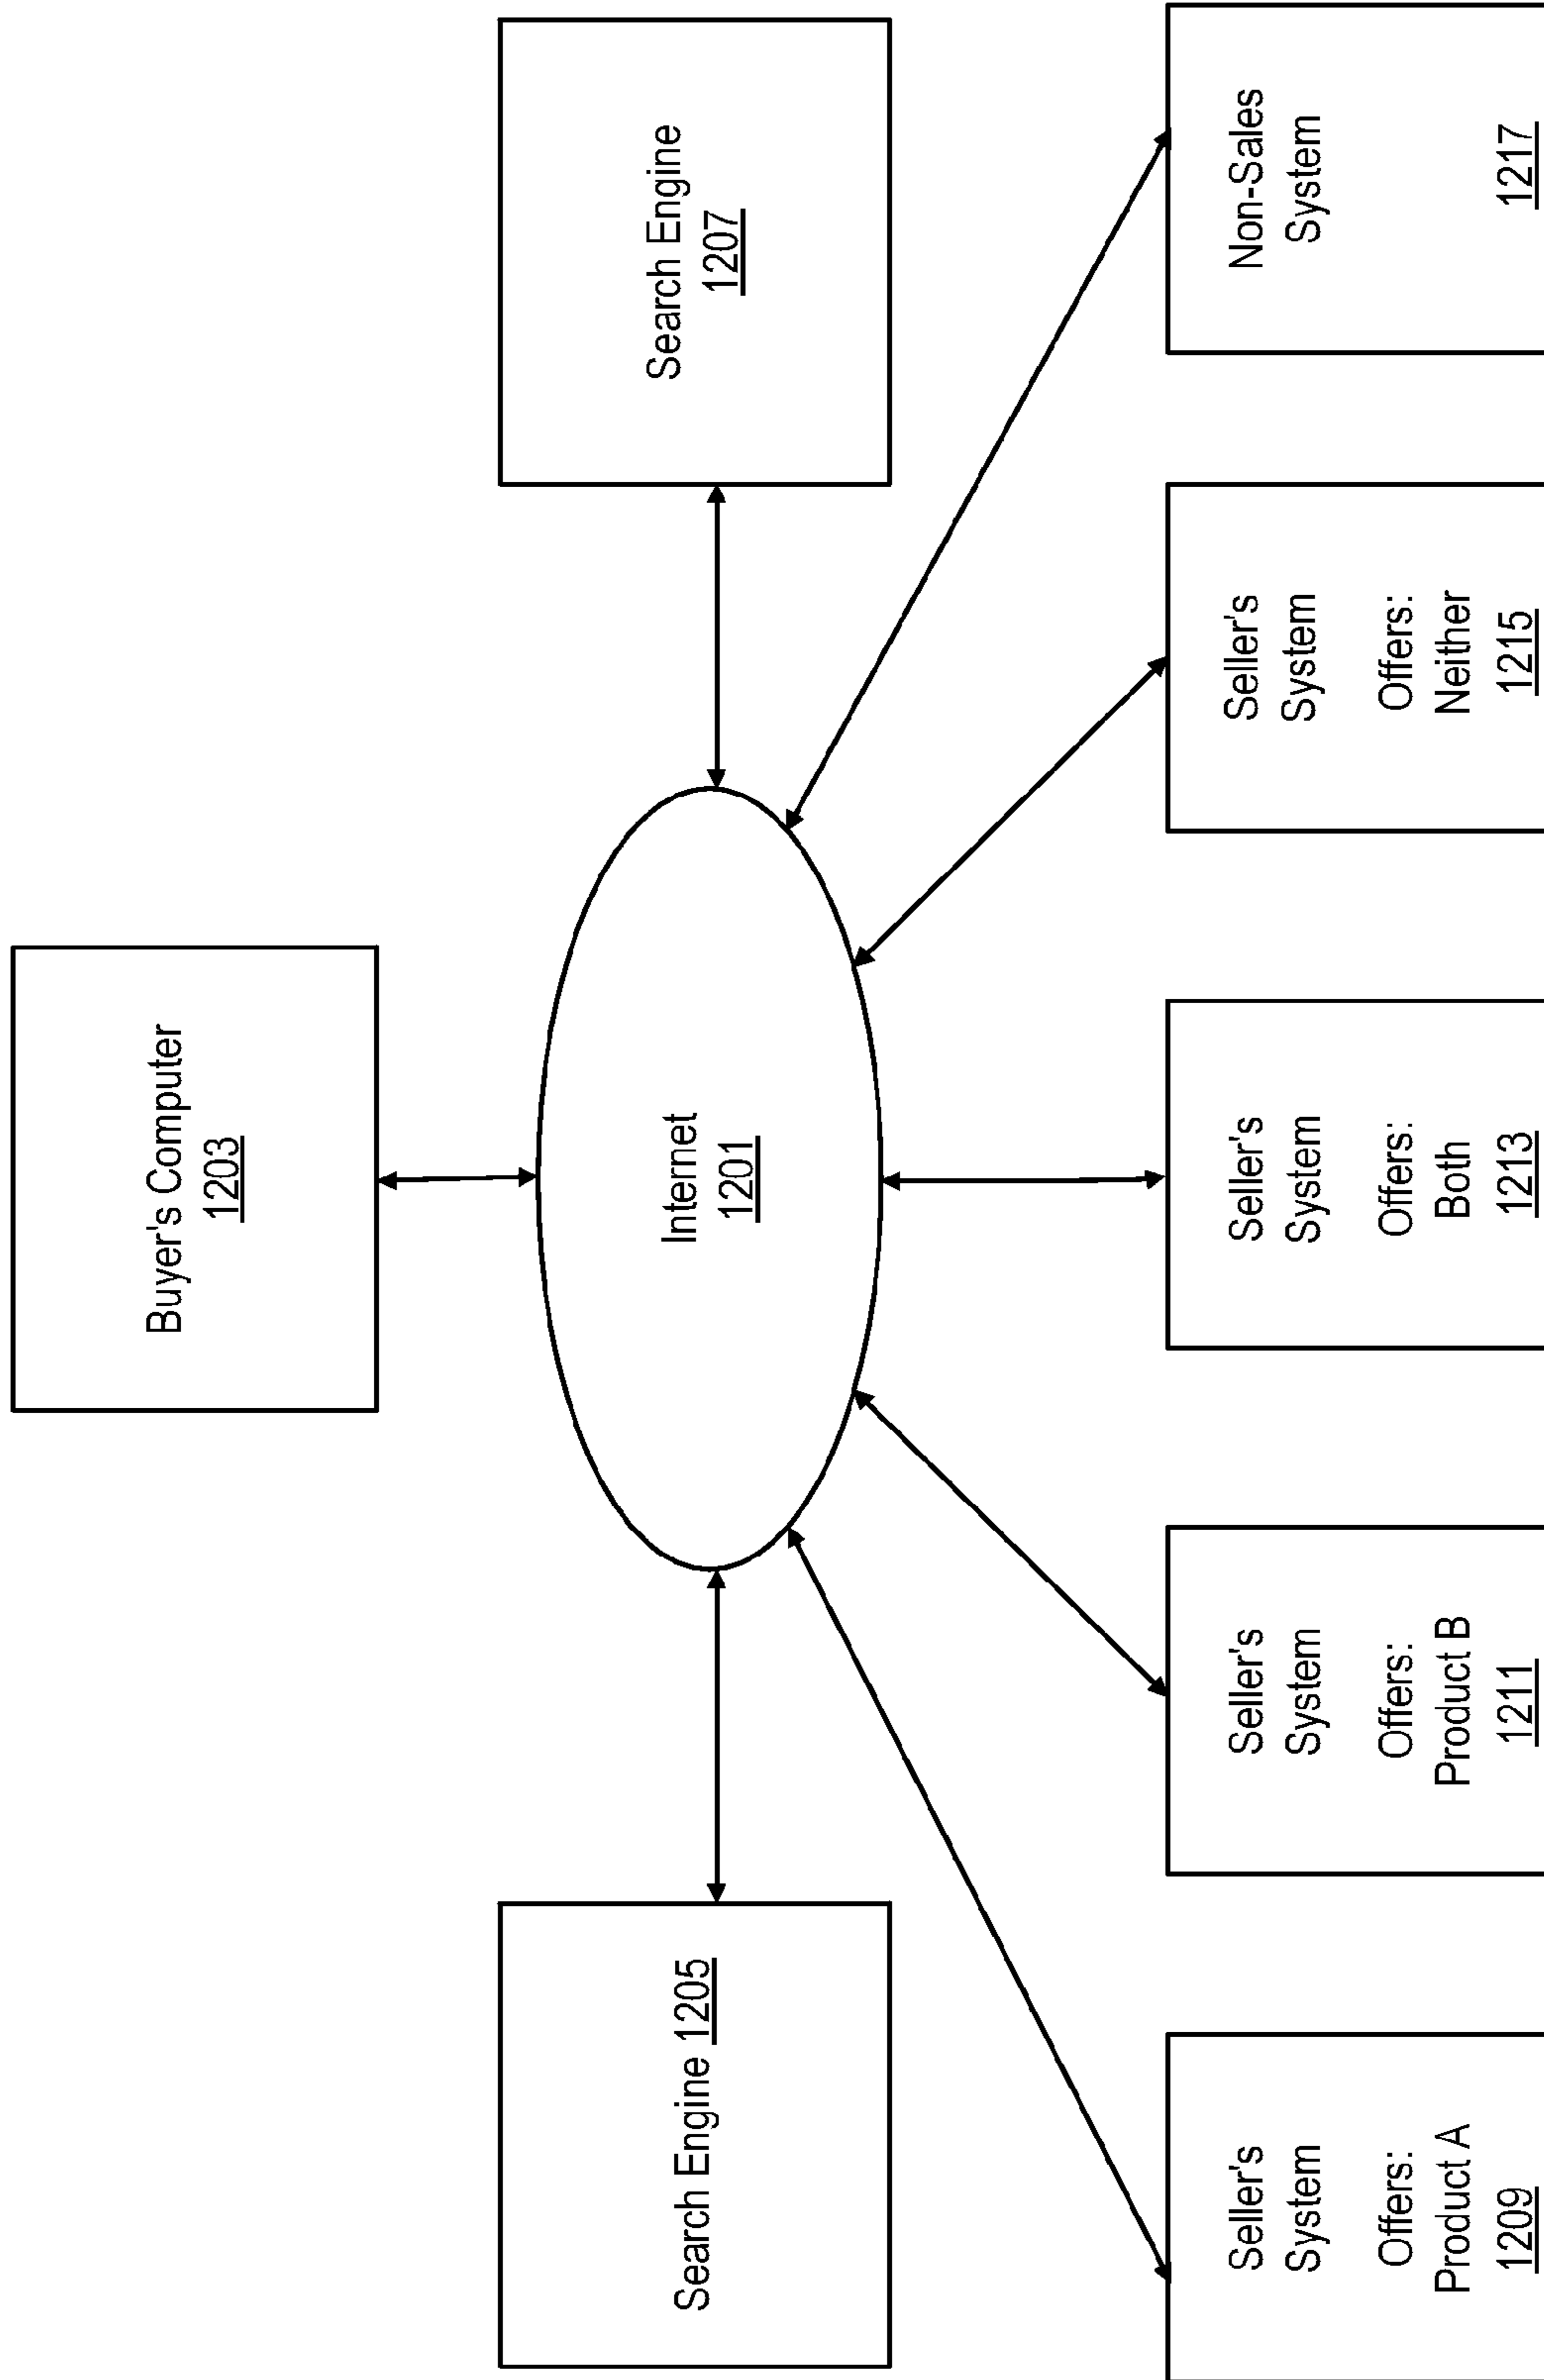 Buyer's Computer
1203
Search Engine 1205
Internet
1201
Search Engine
1207
Seller's
System
Offers:
Product A
1209
Seller's
System
Offers:
Product B
1211
Seller's
System
Offers:
Both
1213
Seller's
System
Offers:
Neither
1215
Non-Sales
System
1217